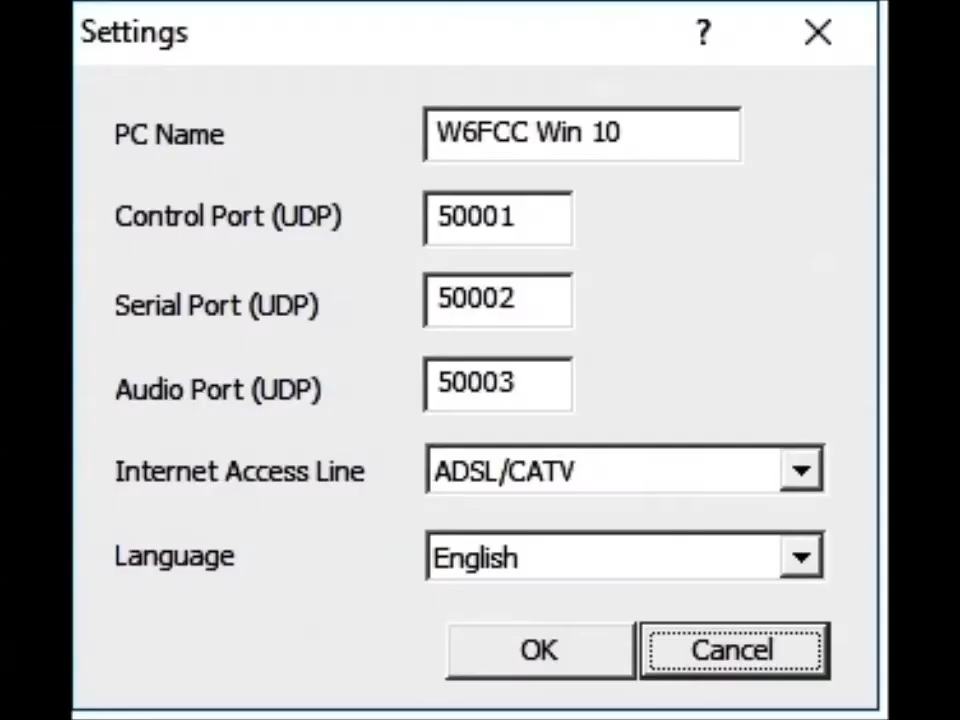 Settings ?
PC Name W6FCC Win 10
Control Port (UDP) 50001
Serial Port (UDP) 50002
Audio Port (UDP) 50003
Internet Access Line ADSL/CATV
Language English
OK Cancel